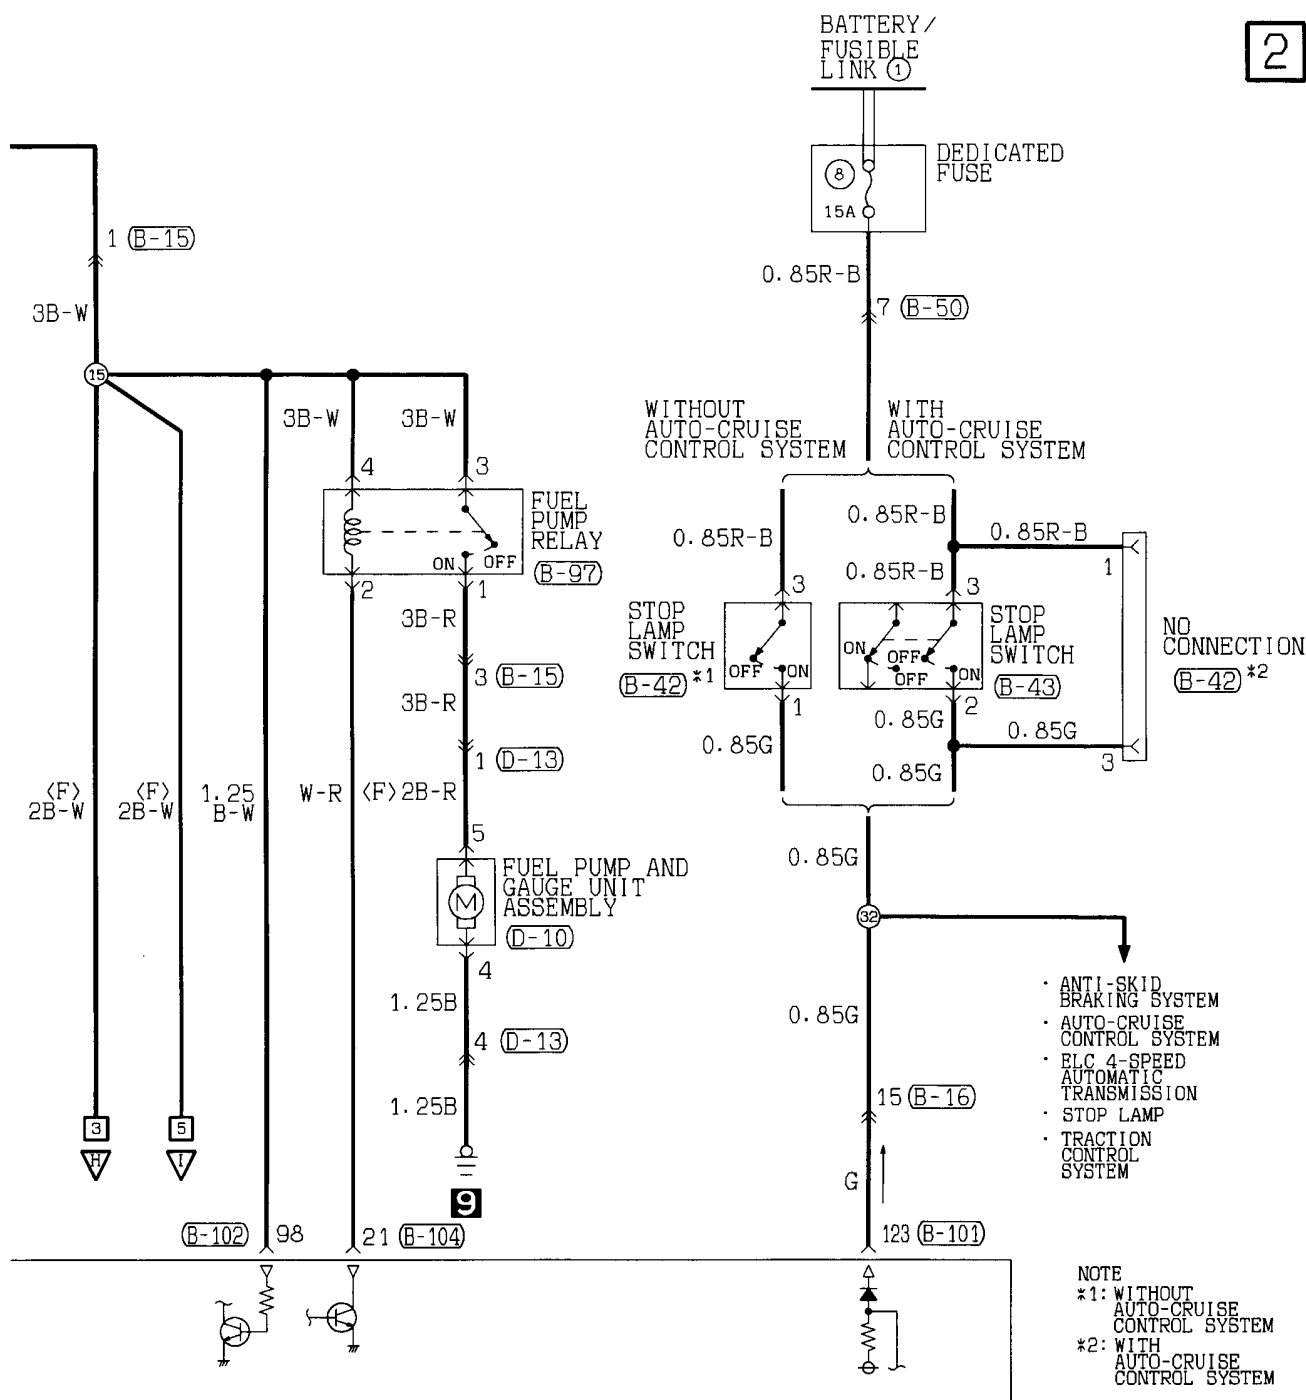 2
BATTERY/
FUSIBLE
LINK ①
DEDICATED
FUSE
8
15A
1 (B-15)
0.85R-B
7 (B-50)
3B-W
15
3B-W
3B-W
WITHOUT
AUTO-CRUISE
CONTROL SYSTEM
WITH
AUTO-CRUISE
CONTROL SYSTEM
4
3
FUEL
PUMP
RELAY
(B-97)
ON
OFF
2
1
0.85R-B
0.85R-B
0.85R-B
0.85R-B
1
3
3
STOP
LAMP
SWITCH
(B-42) *1
OFF
ON
ON
OFF
OFF
ON
STOP
LAMP
SWITCH
(B-43)
NO
CONNECTION
(B-42) *2
3B-R
3 (B-15)
3B-R
1 (D-13)
1
2
0.85G
0.85G
0.85G
0.85G
3
<F>
2B-W
<F>
2B-W
1.25
B-W
W-R
<F>2B-R
5
M
FUEL PUMP AND
GAUGE UNIT
ASSEMBLY
(D-10)
4
0.85G
32
1.25B
4 (D-13)
1.25B
9
0.85G
· ANTI-SKID
BRAKING SYSTEM
· AUTO-CRUISE
CONTROL SYSTEM
· ELC 4-SPEED
AUTOMATIC
TRANSMISSION
· STOP LAMP
· TRACTION
CONTROL
SYSTEM
15 (B-16)
G
3
H
5
I
(B-102) 98
21 (B-104)
123 (B-101)
NOTE
*1: WITHOUT
AUTO-CRUISE
CONTROL SYSTEM
*2: WITH
AUTO-CRUISE
CONTROL SYSTEM